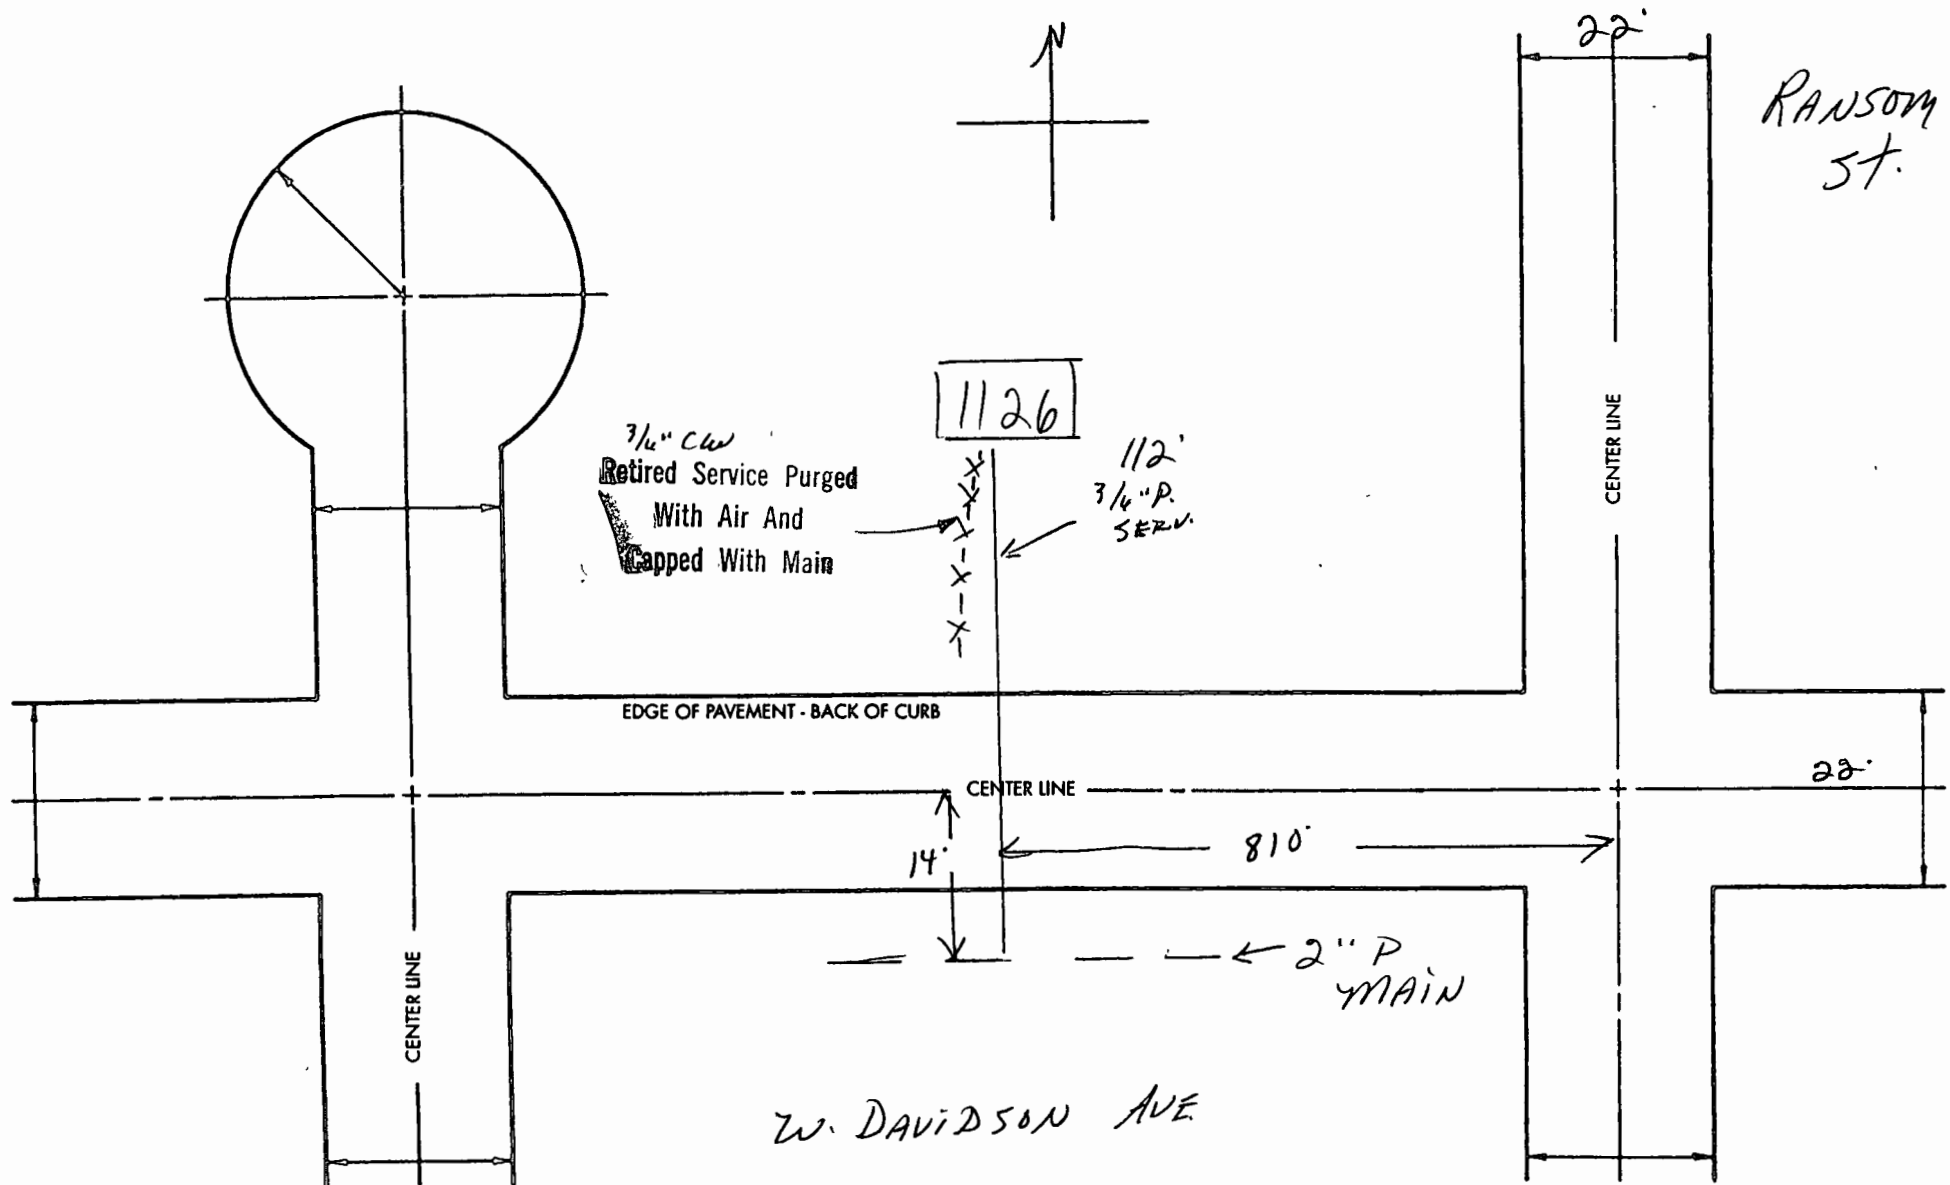 N
22'
RANSOM
St.
1126
3/4" CW
Retired Service Purged
With Air And
Capped With Main
112'
3/4" P.
SERV.
CENTER LINE
EDGE OF PAVEMENT - BACK OF CURB
CENTER LINE
22'
14'
810'
2" P
MAIN
CENTER LINE
W. DAVIDSON AVE